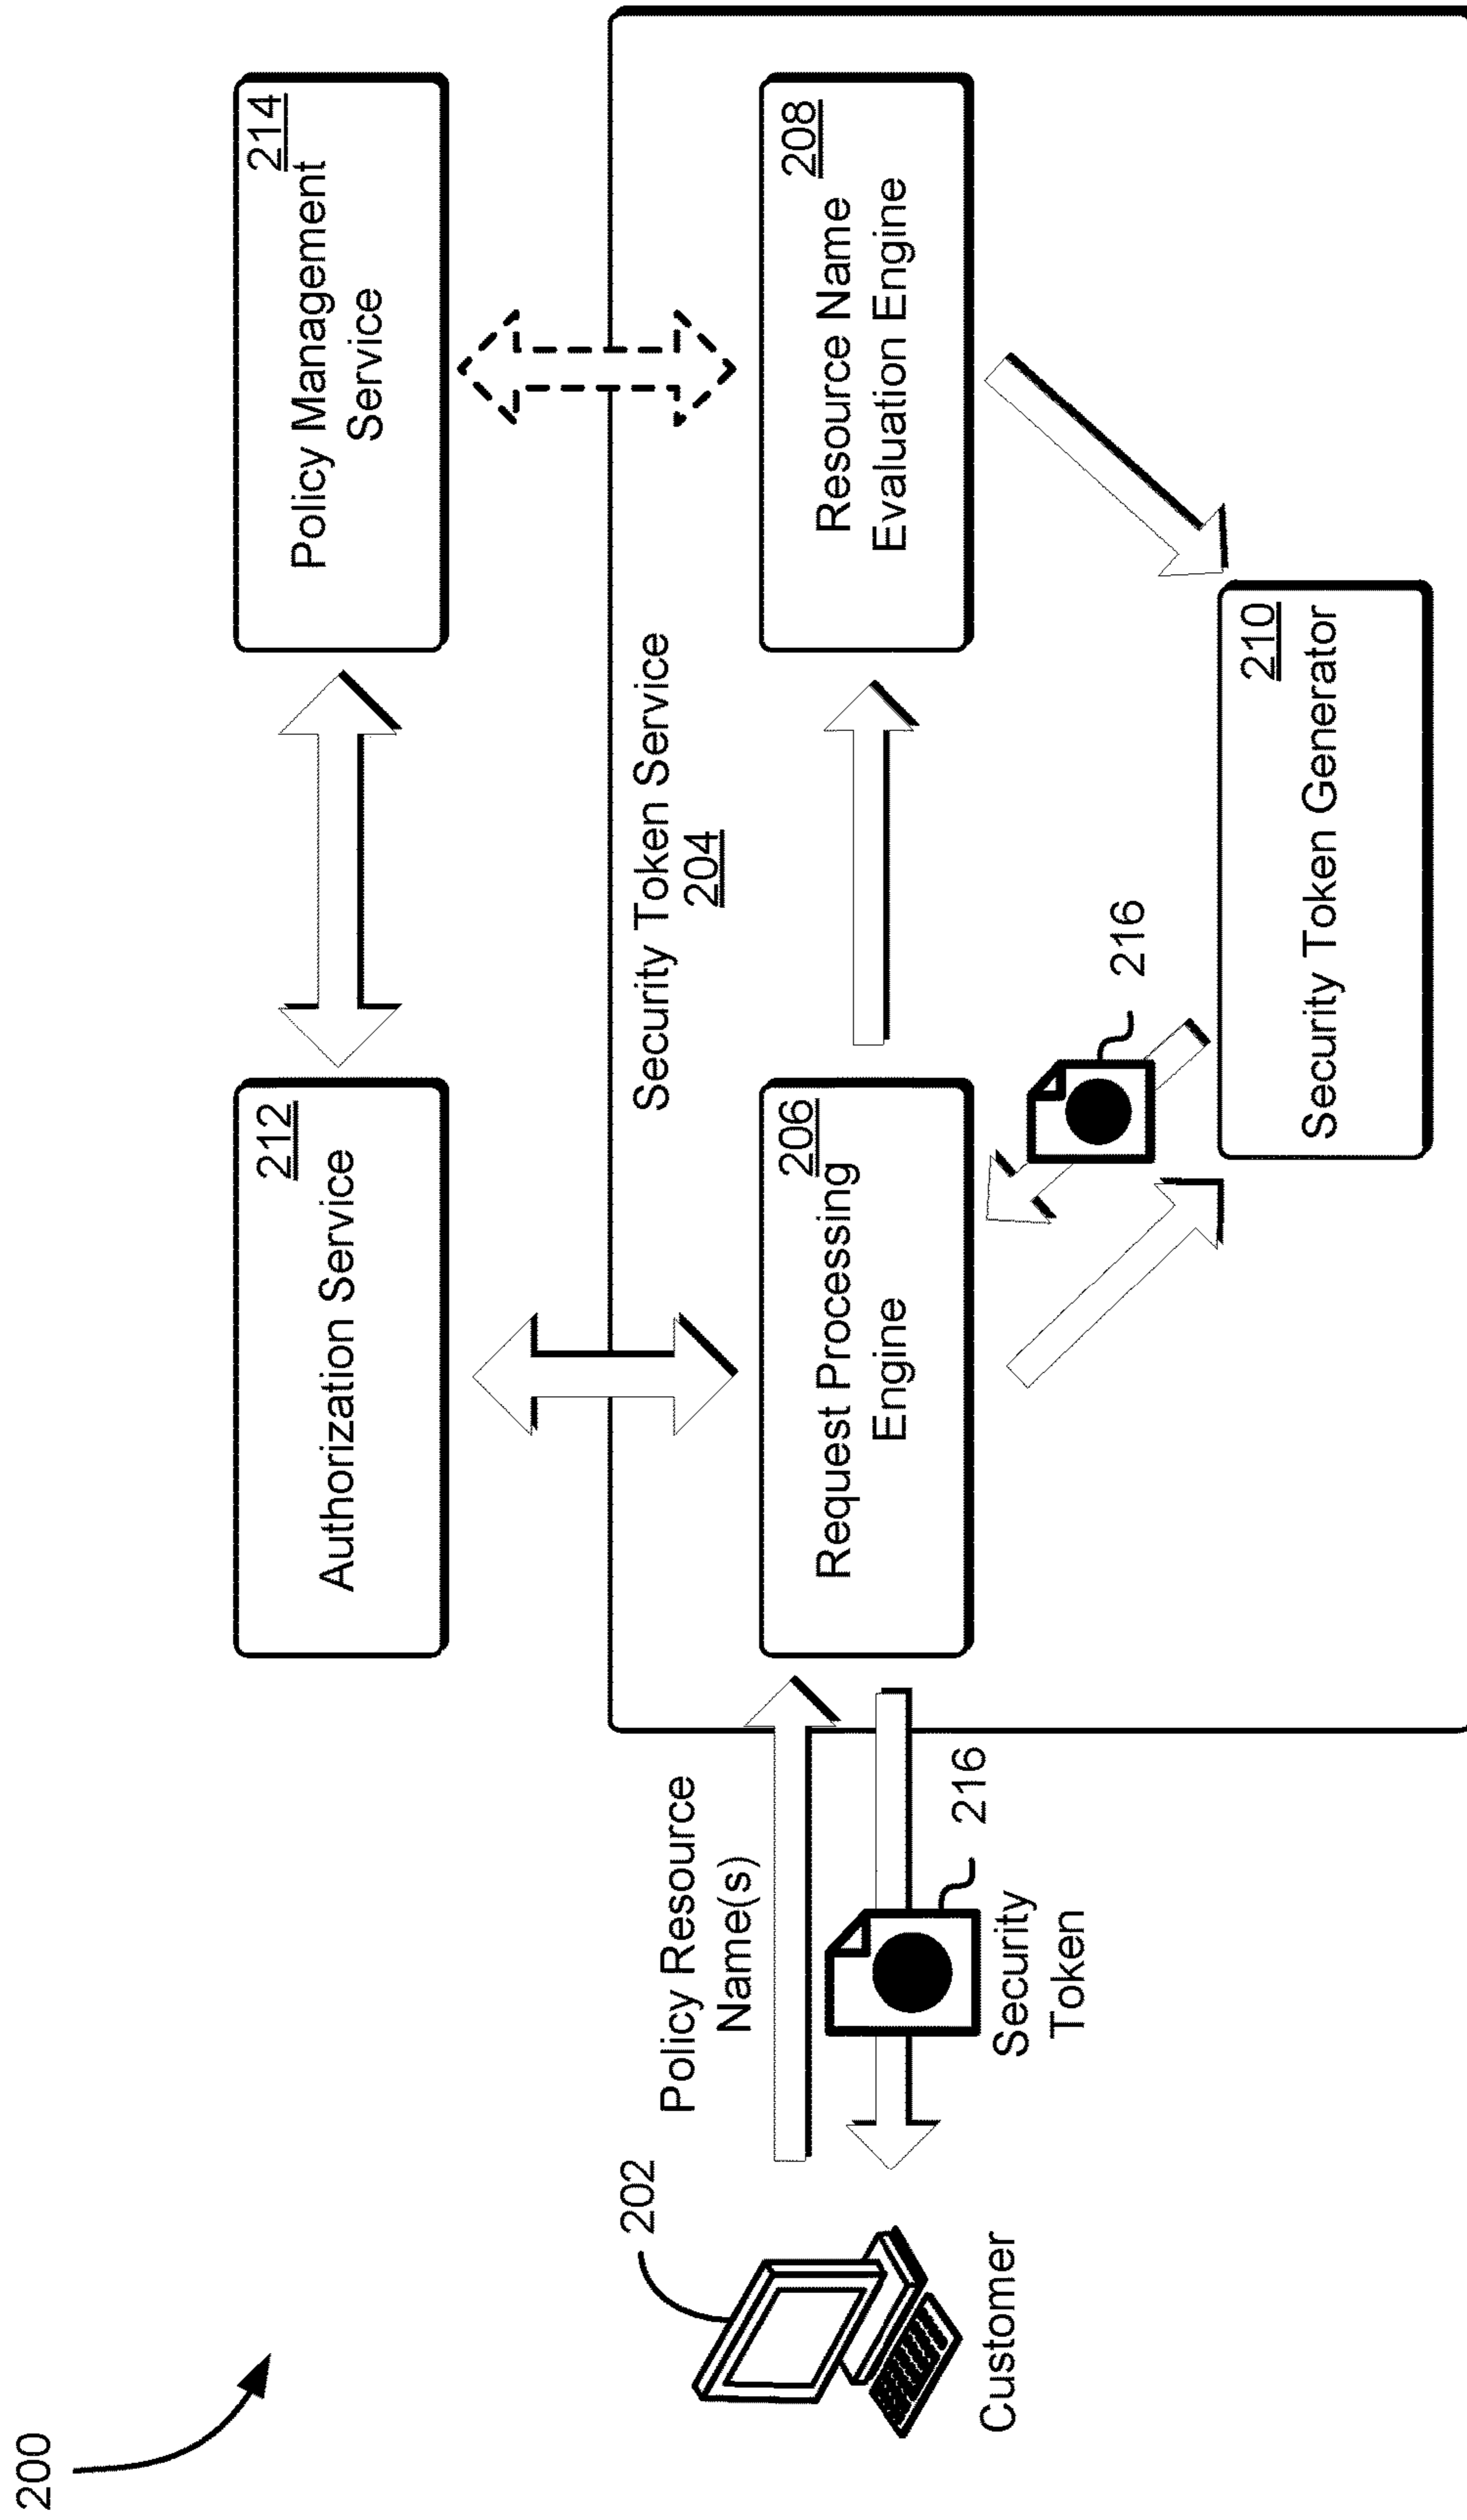 200
212
Authorization Service
214
Policy Management
Service
Security Token Service
204
202
Customer
Policy Resource
Name(s)
216
Security
Token
206
Request Processing
Engine
208
Resource Name
Evaluation Engine
216
210
Security Token Generator